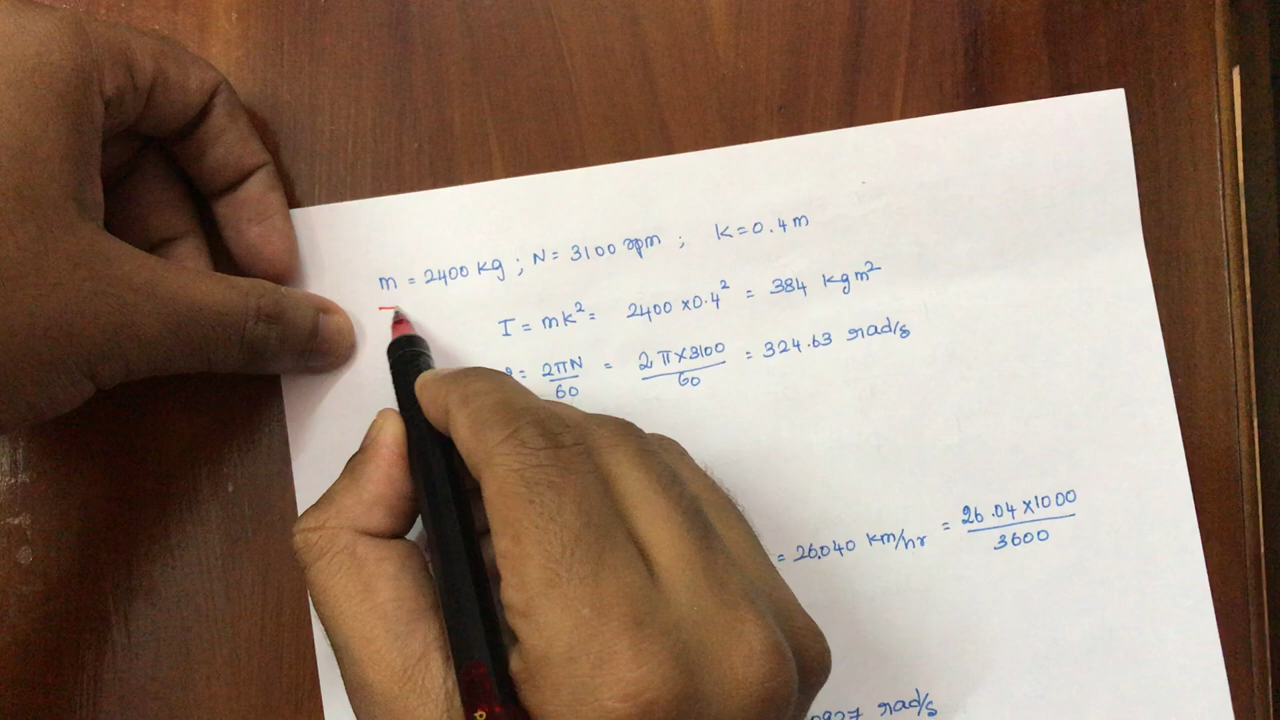 m = 2400 kg ; N = 3100 rpm ; K = 0.4 m
I = mk² = 2400 × 0.4² = 384 kg m²
= 2πN/60 = 2π×3100/60 = 324.63 rad/s
= 26.040 km/hr = 26.04 × 1000/3600
rad/s